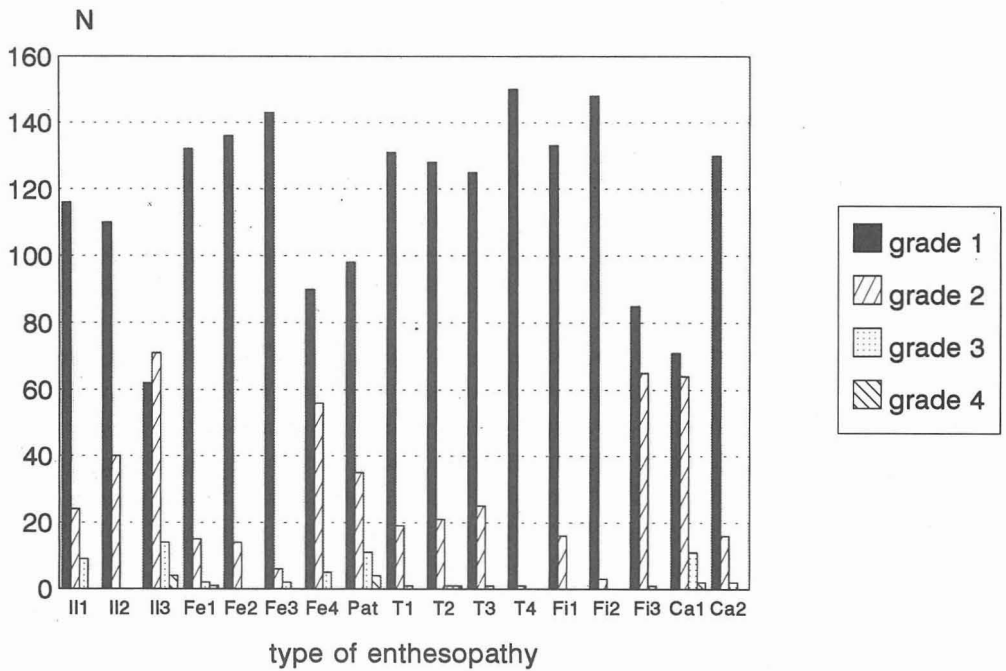 N
160
140
120
100
80
60
40
20
0
Il1 Il2 Il3 Fe1 Fe2 Fe3 Fe4 Pat T1 T2 T3 T4 Fi1 Fi2 Fi3 Ca1 Ca2
type of enthesopathy
grade 1
grade 2
grade 3
grade 4